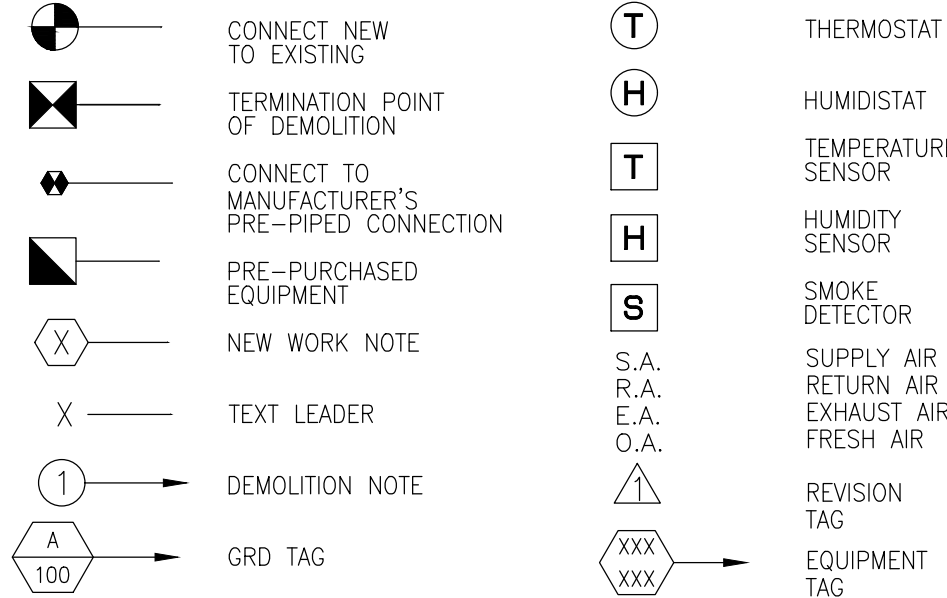 CONNECT NEW
TO EXISTING
TERMINATION POINT
OF DEMOLITION
CONNECT TO
MANUFACTURER'S
PRE-PIPED CONNECTION
PRE-PURCHASED
EQUIPMENT
X
NEW WORK NOTE
X
TEXT LEADER
1
DEMOLITION NOTE
A
100
GRD TAG
T
THERMOSTAT
H
HUMIDISTAT
T
TEMPERATURE
SENSOR
H
HUMIDITY
SENSOR
S
SMOKE
DETECTOR
S.A. SUPPLY AIR
R.A. RETURN AIR
E.A. EXHAUST AIR
O.A. FRESH AIR
1
REVISION
TAG
XXX
XXX
EQUIPMENT
TAG